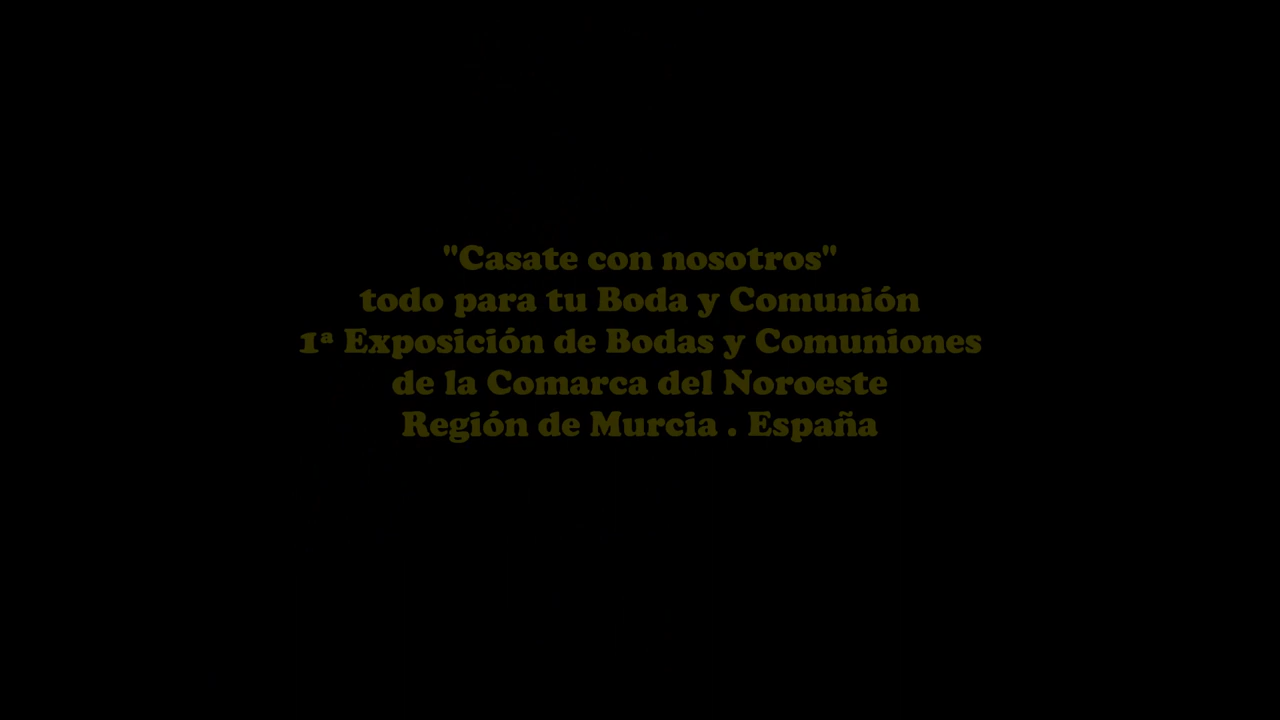 "Casate con nosotros"
todo para tu Boda y Comunión
1ª Exposición de Bodas y Comuniones
de la Comarca del Noroeste
Región de Murcia . España